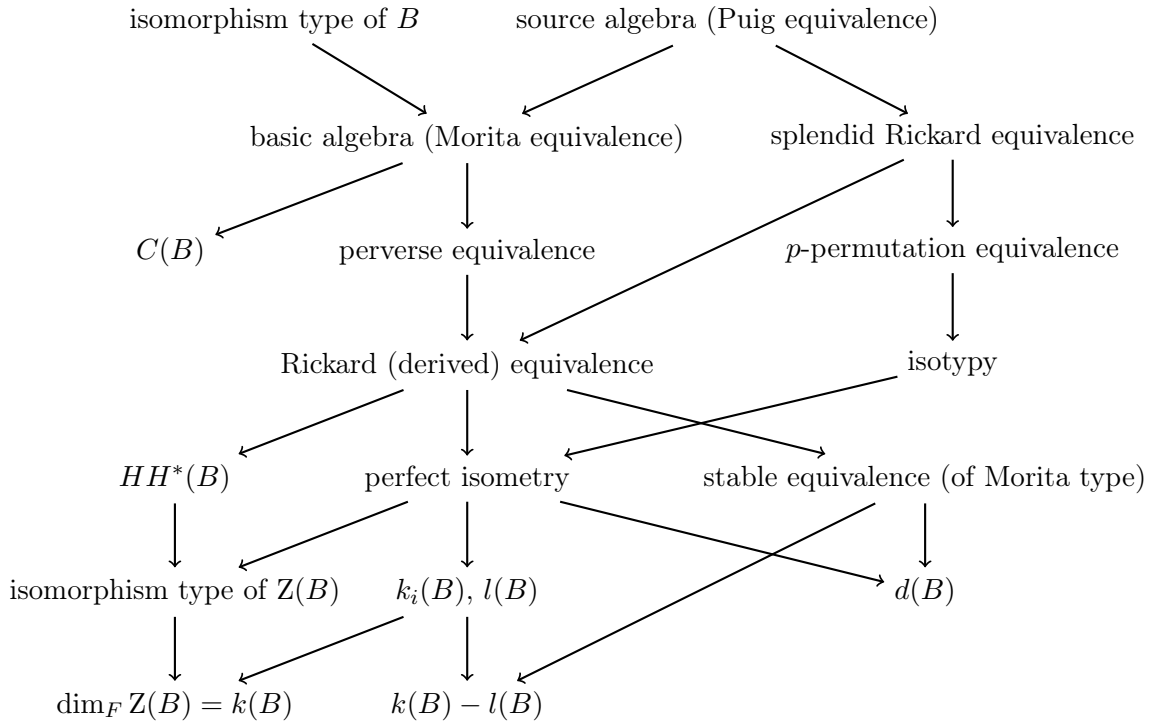 isomorphism type of B
source algebra (Puig equivalence)
basic algebra (Morita equivalence)
splendid Rickard equivalence
C(B)
perverse equivalence
p-permutation equivalence
Rickard (derived) equivalence
isotypy
HH*(B)
perfect isometry
stable equivalence (of Morita type)
isomorphism type of Z(B)
k_i(B), l(B)
d(B)
dim_F Z(B) = k(B)
k(B) − l(B)